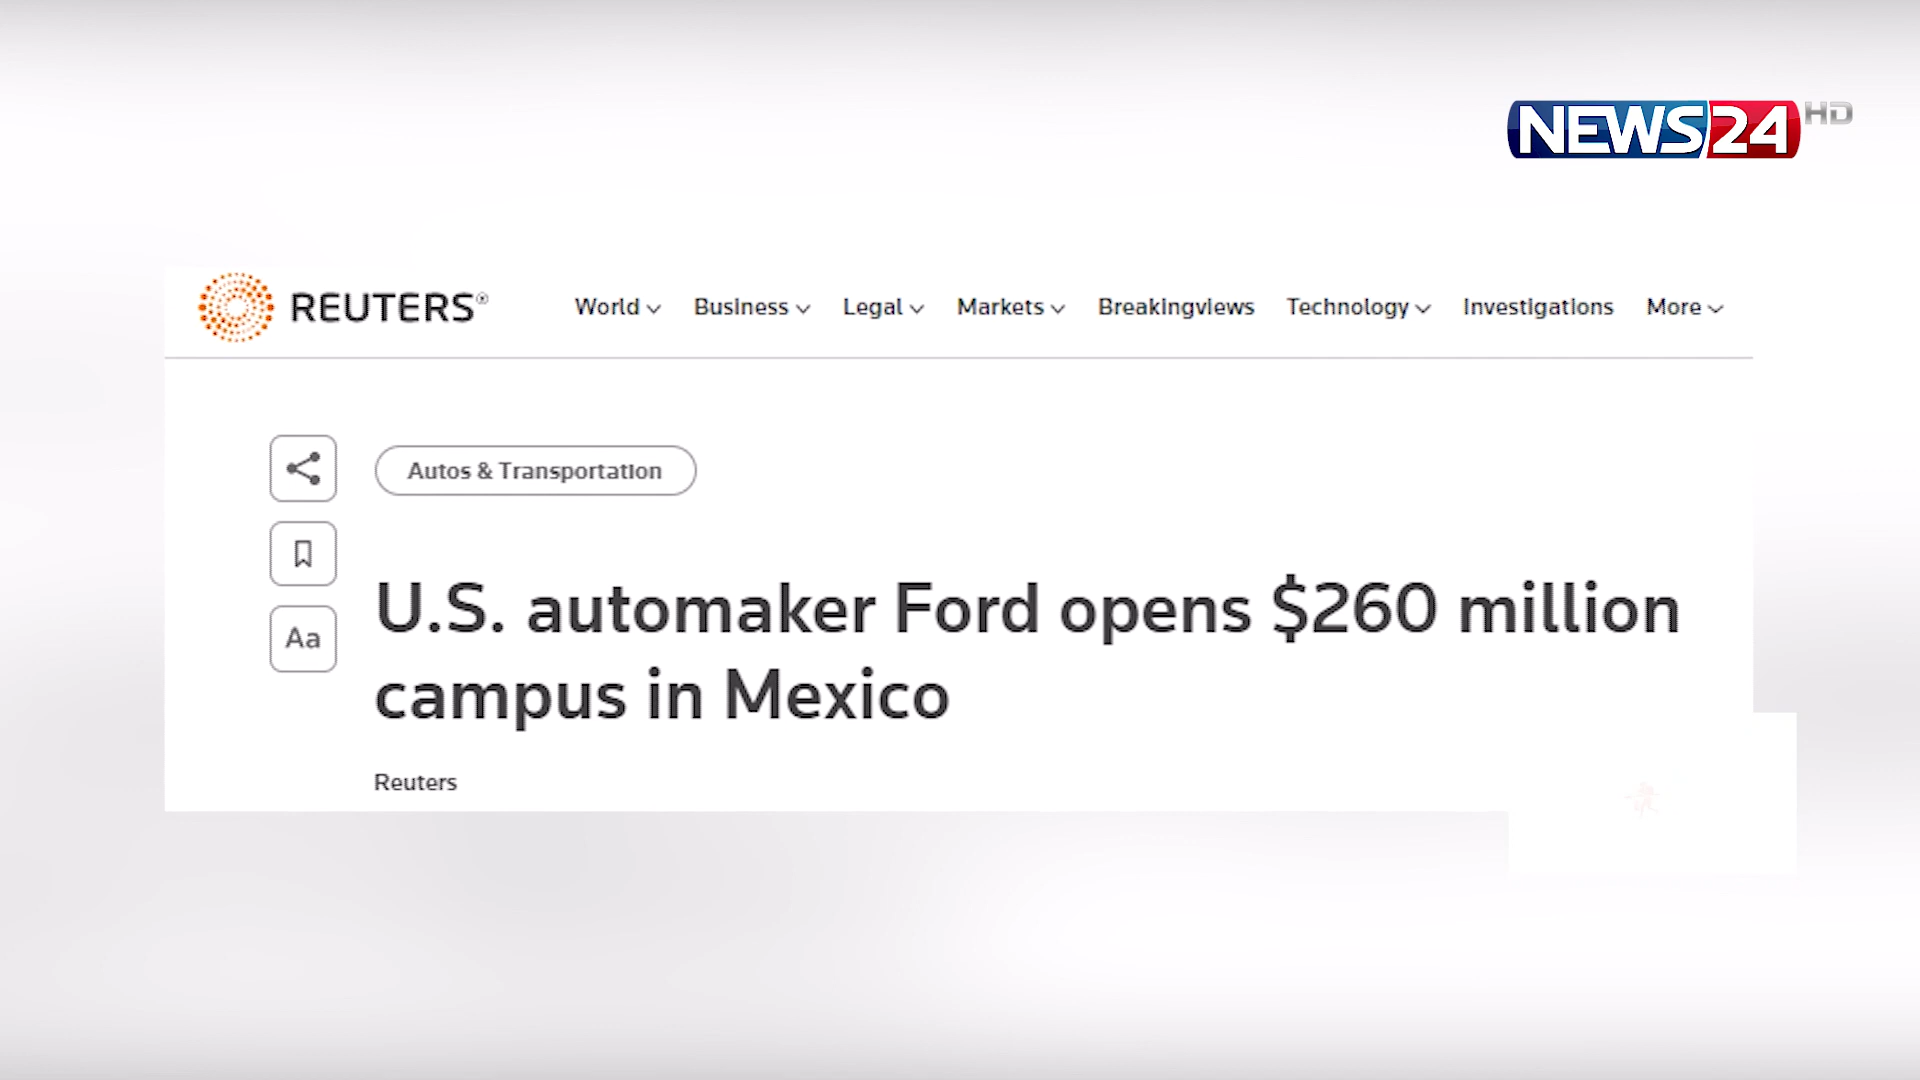 NEWS24 HD
REUTERS®
World Business Legal Markets Breakingviews Technology Investigations More
Autos & Transportation
Aa
U.S. automaker Ford opens $260 million
campus in Mexico
Reuters